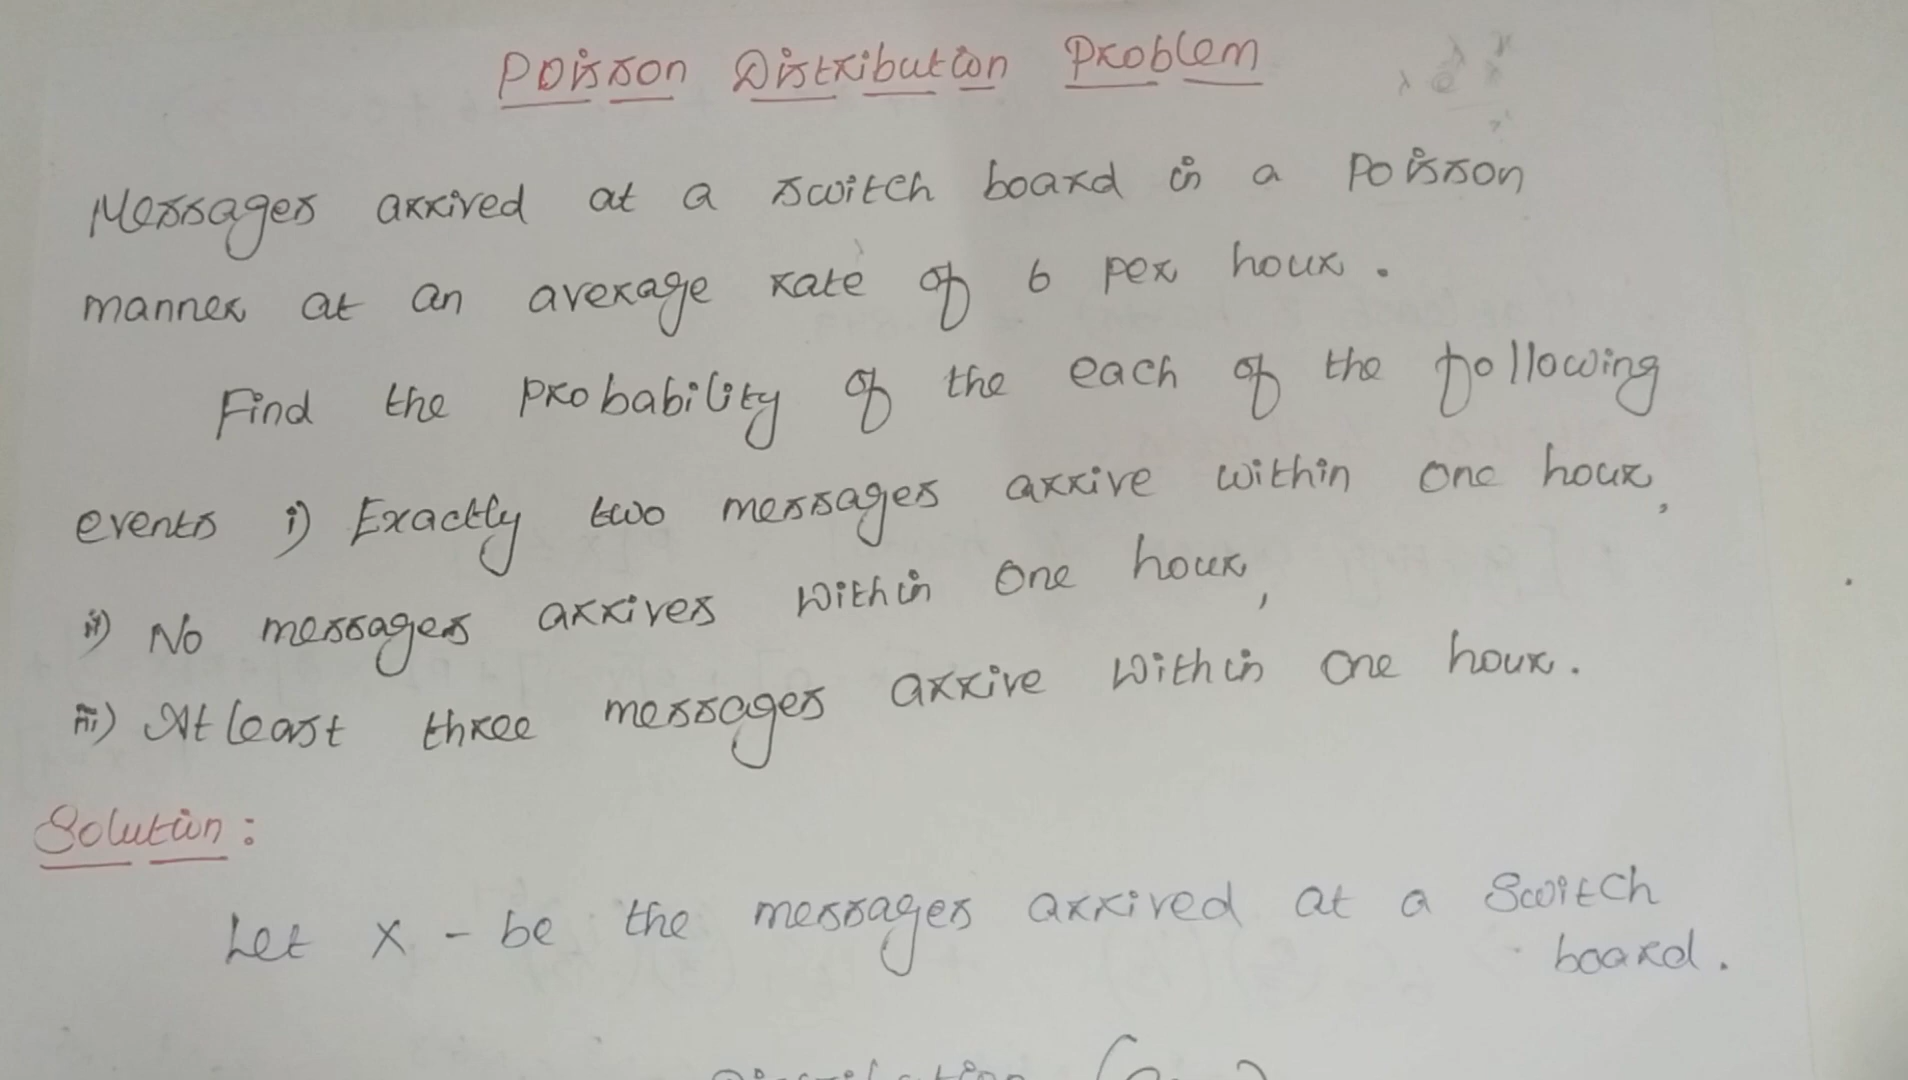 Poisson Distribution Problem
Messages arrived at a switch board in a Poisson
manner at an average rate of 6 per hour.
Find the probability of the each of the following
events i) Exactly two messages arrive within one hour,
ii) No messages arrives within one hour,
iii) Atleast three messages arrive within one hour.
Solution:
Let X - be the messages arrived at a switch
board.